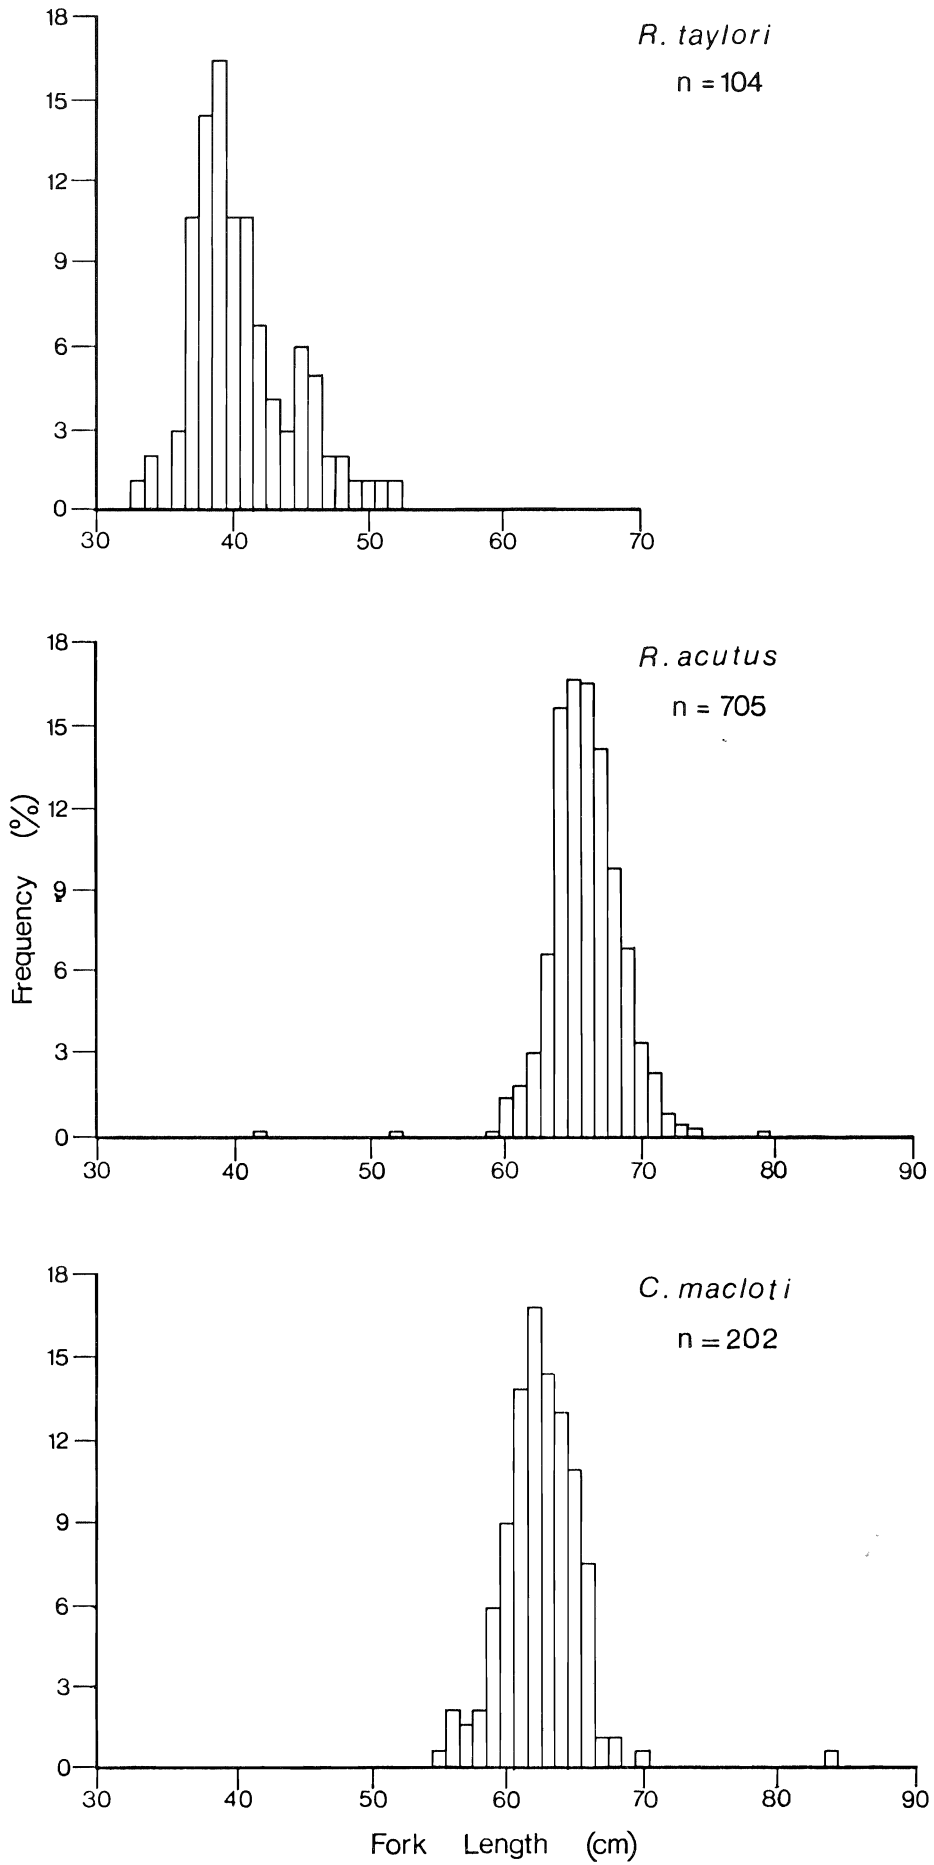 R. taylori
n = 104
18
15
12
9
6
3
0
30 40 50 60 70
R. acutus
n = 705
18
15
12
9
6
3
0
30 40 50 60 70 80 90
Frequency (%)
C. macloti
n = 202
18
15
12
9
6
3
0
30 40 50 60 70 80 90
Fork Length (cm)